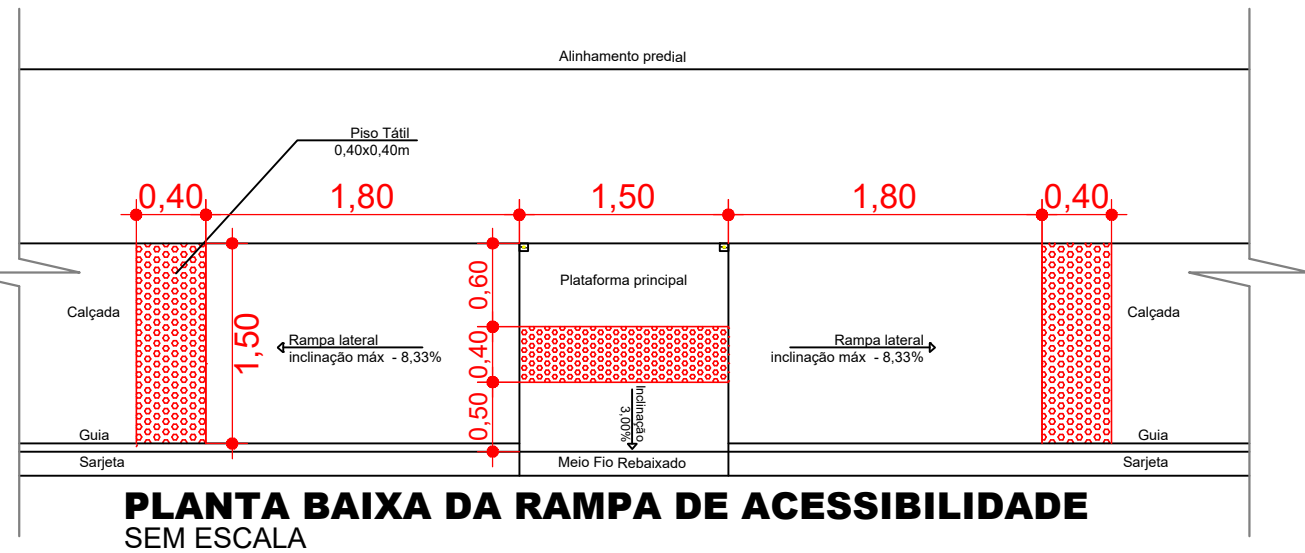 Alinhamento predial
Piso Tátil
0,40x0,40m
0,40
1,80
1,50
1,80
0,40
Plataforma principal
0,60
Calçada
Calçada
1,50
Rampa lateral
inclinação máx - 8,33%
0,40
Rampa lateral
inclinação máx - 8,33%
Inclinação
3,00%
0,50
Guia
Guia
Sarjeta
Meio Fio Rebaixado
Sarjeta
PLANTA BAIXA DA RAMPA DE ACESSIBILIDADE
SEM ESCALA